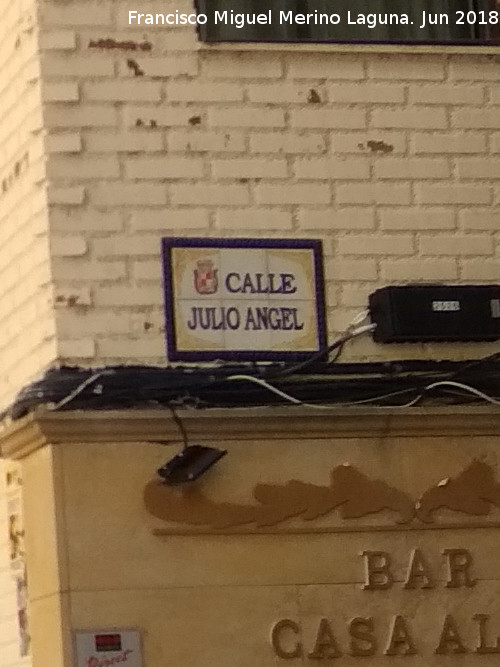 Francisco Miguel Merino Laguna. Jun 2018
CALLE
JULIO ANGEL
BAR
CASA AL